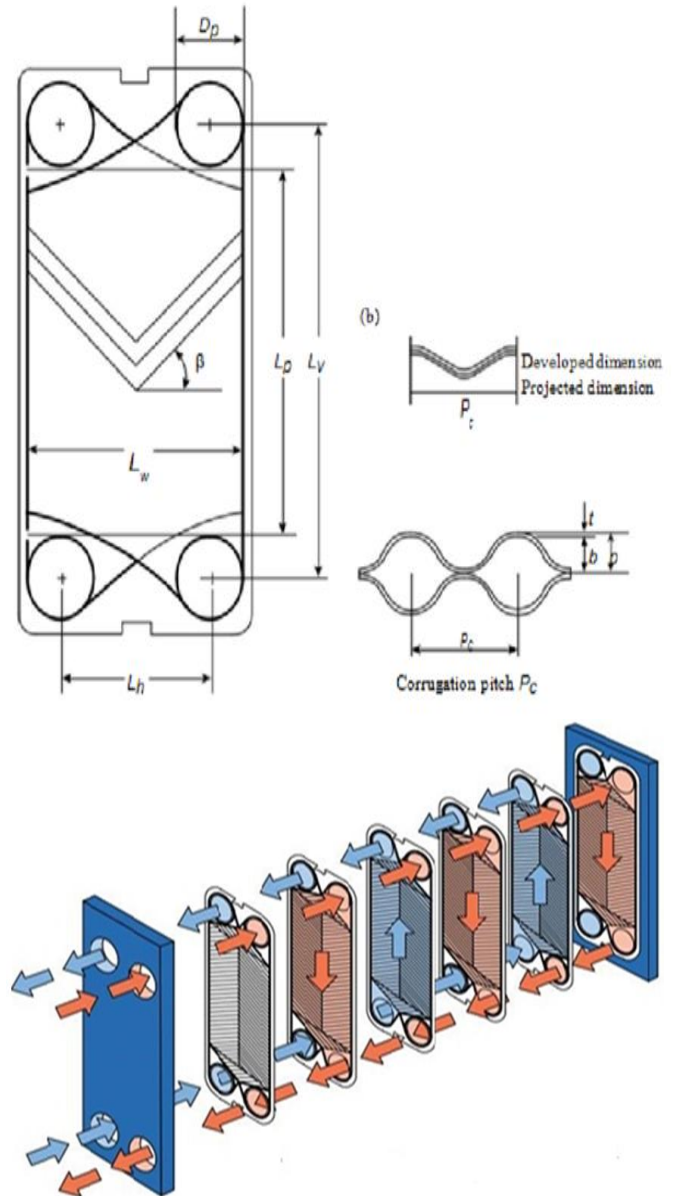 Dp
β
Lp
Lv
Lw
Lh
(b)
Developed dimension
Projected dimension
Pc
t
b
p
Pc
Corrugation pitch Pc